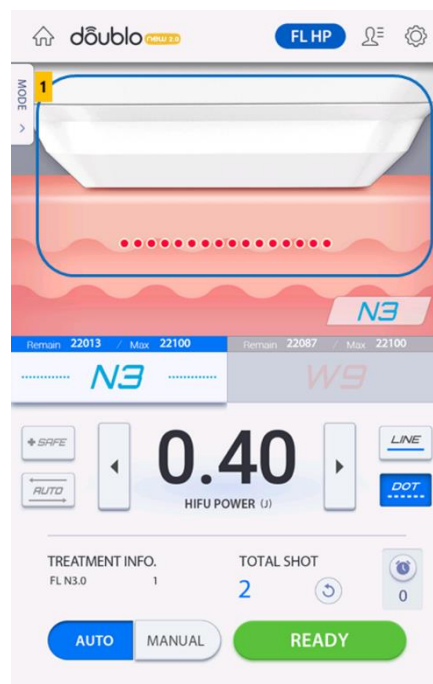 dôublo new 2.0 FL HP
MODE
1
N3
Remain 22013 / Max 22100 Remain 22087 / Max 22100
N3 W9
+SAFE 0.40 LINE
AUTO HIFU POWER (J) DOT
TREATMENT INFO. TOTAL SHOT
FL N3.0 1 2 0
AUTO MANUAL READY